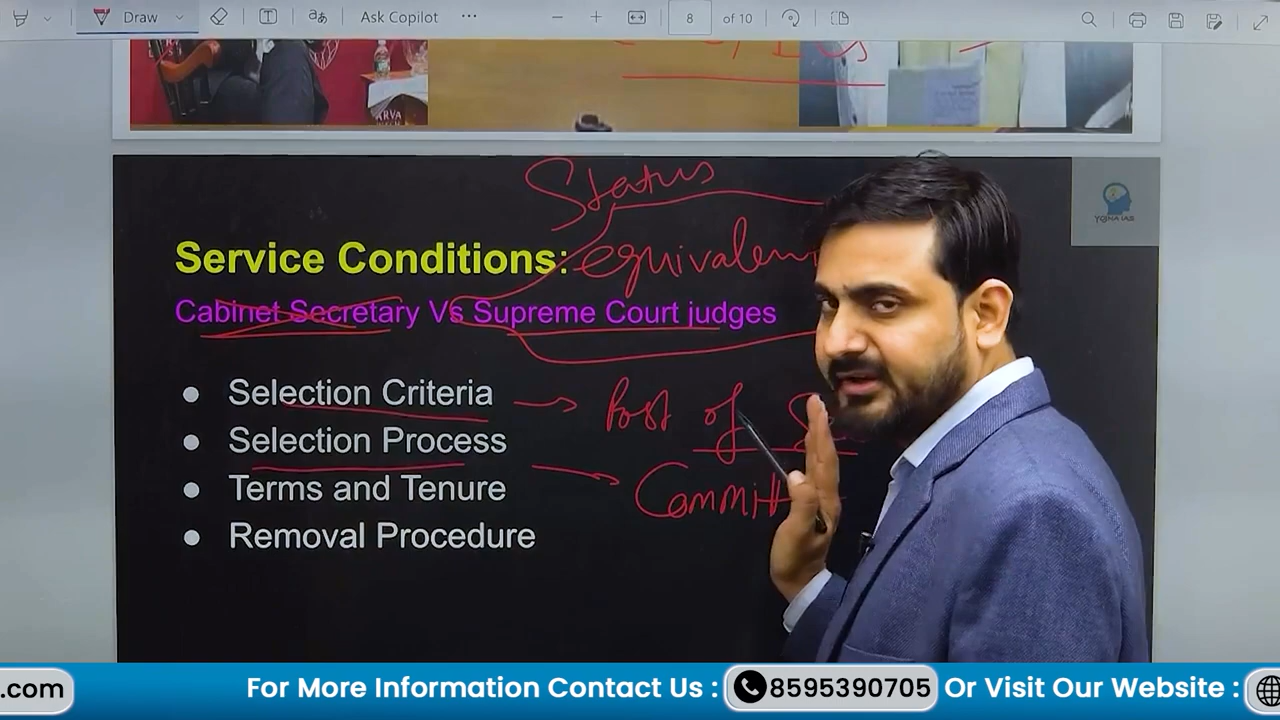 Draw
Ask Copilot
8 of 10
ARVA
Status
YOJNA IAS
Service Conditions:
equivalent
Cabinet Secretary Vs Supreme Court judges
● Selection Criteria
Post of
● Selection Process
● Terms and Tenure
● Removal Procedure
.com
For More Information Contact Us : 8595390705 Or Visit Our Website :